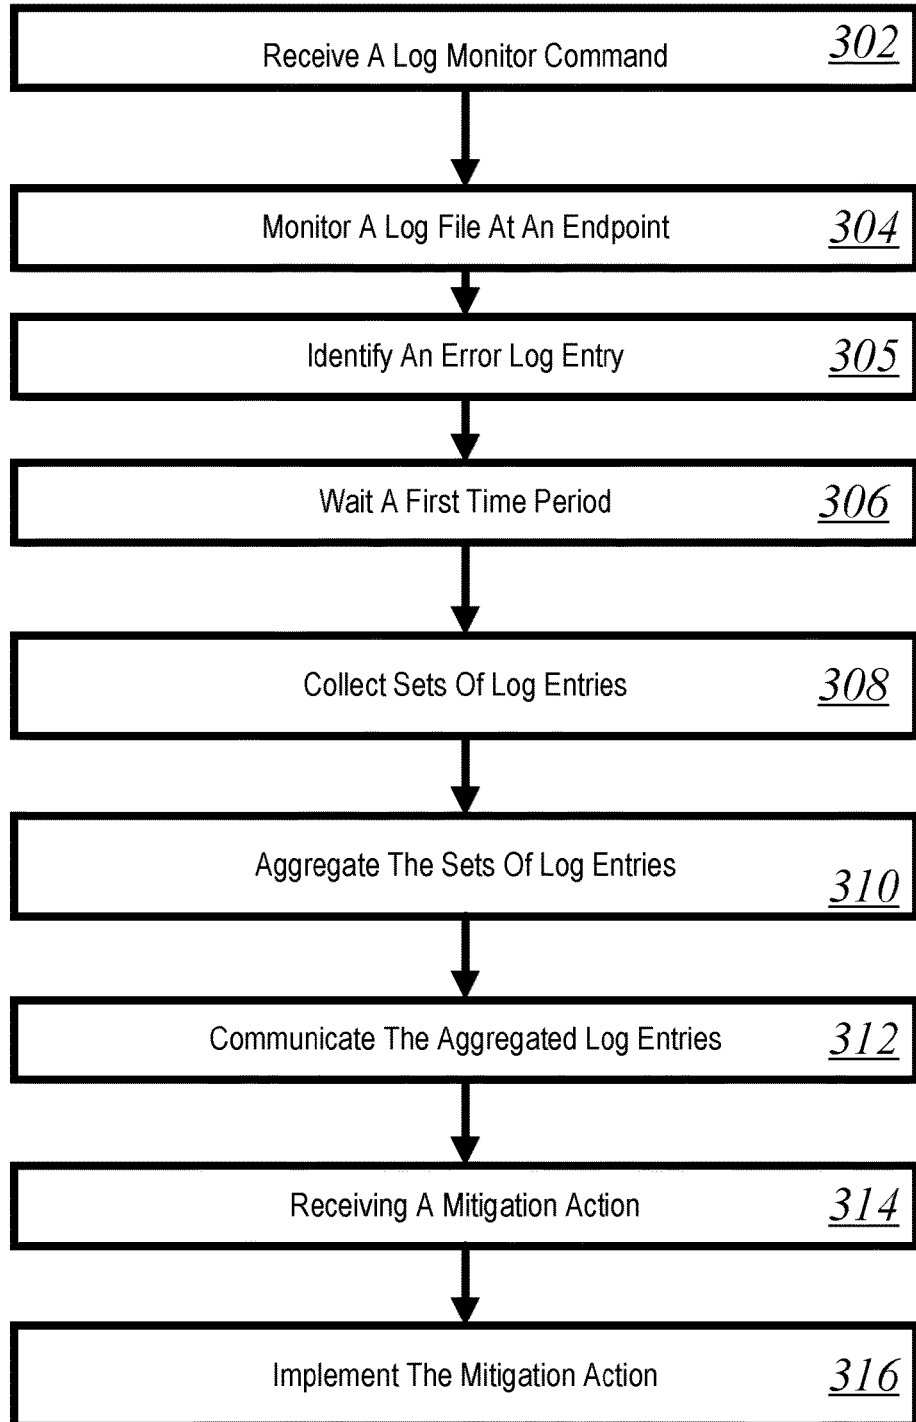 Receive A Log Monitor Command 302
Monitor A Log File At An Endpoint 304
Identify An Error Log Entry 305
Wait A First Time Period 306
Collect Sets Of Log Entries 308
Aggregate The Sets Of Log Entries 310
Communicate The Aggregated Log Entries 312
Receiving A Mitigation Action 314
Implement The Mitigation Action 316